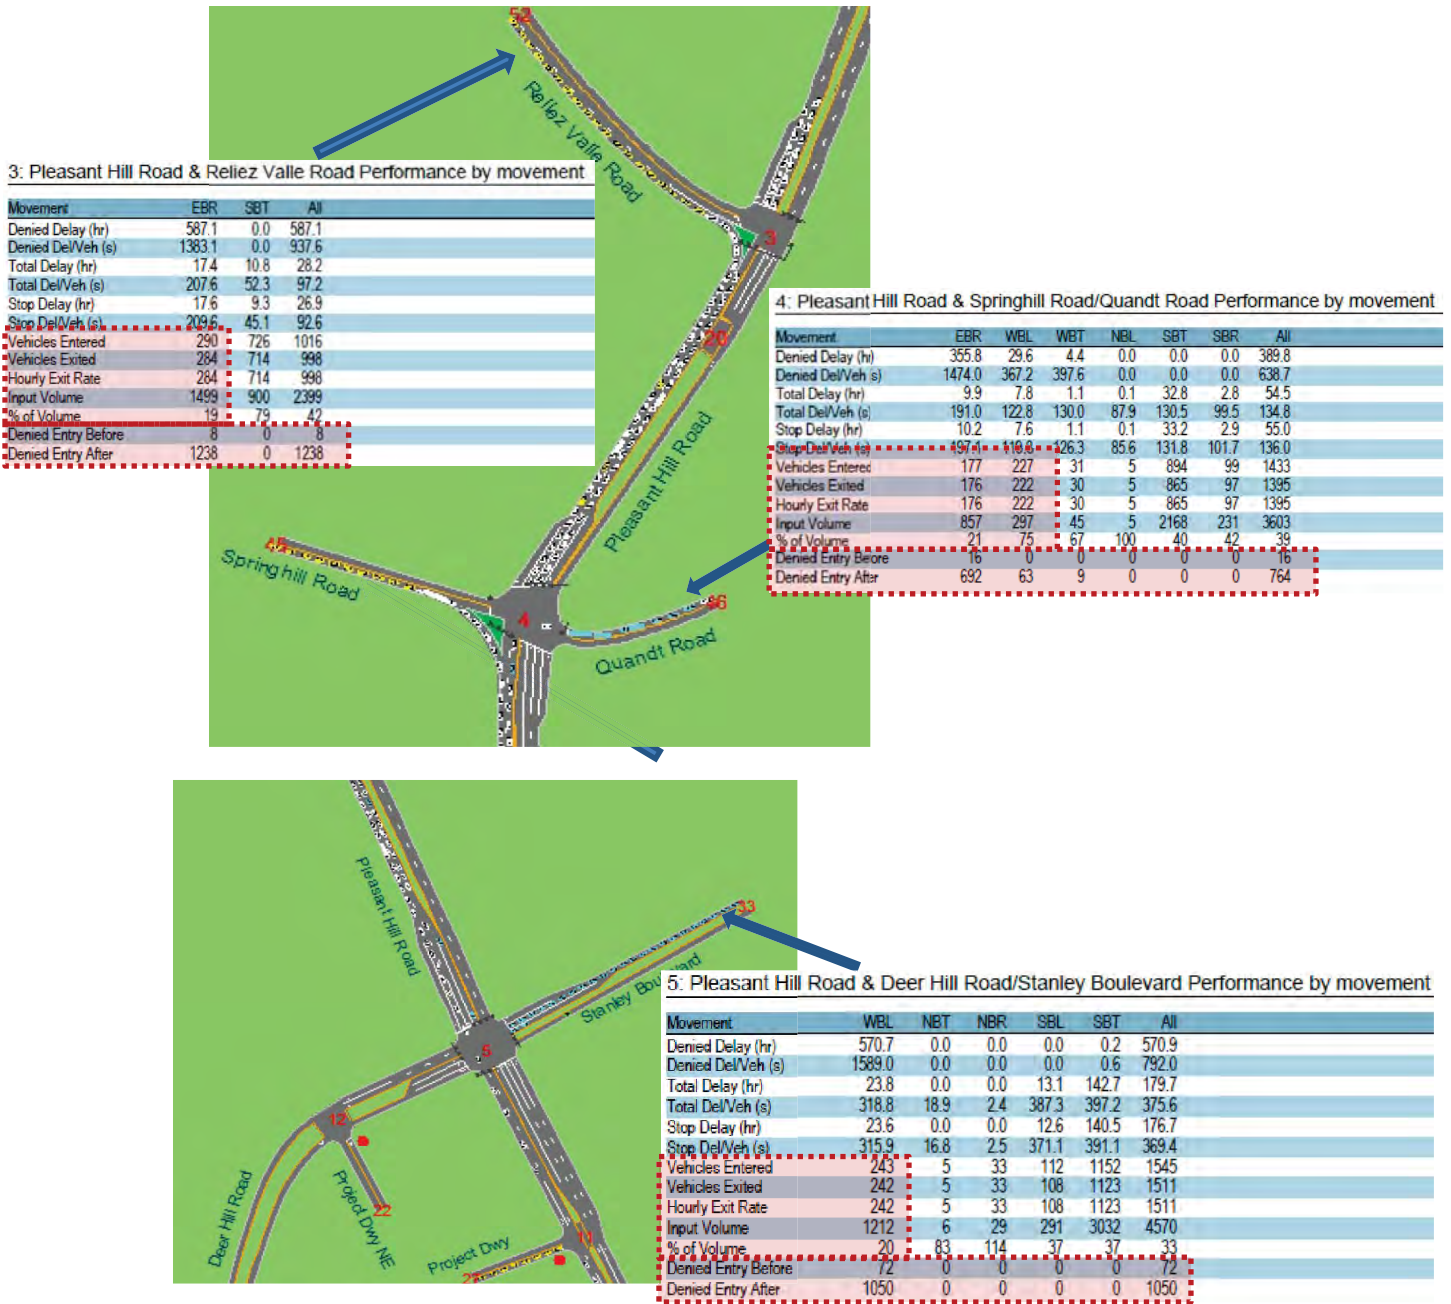 52
Reliez Valle Road
3: Pleasant Hill Road & Reliez Valle Road Performance by movement
Movement EBR SBT All
Denied Delay (hr) 587.1 0.0 587.1
Denied Del/Veh (s) 1383.1 0.0 937.6
Total Delay (hr) 17.4 10.8 28.2
Total Del/Veh (s) 207.6 52.3 97.2
Stop Delay (hr) 17.6 9.3 26.9
Stop Del/Veh (s) 209.6 45.1 92.6
Vehicles Entered 290 726 1016
Vehicles Exited 284 714 998
Hourly Exit Rate 284 714 998
Input Volume 1499 900 2399
% of Volume 19 79 42
Denied Entry Before 8 0 8
Denied Entry After 1238 0 1238
3
20
Pleasant Hill Road
4: Pleasant Hill Road & Springhill Road/Quandt Road Performance by movement
Movement EBR WBL WBT NBL SBT SBR All
Denied Delay (hr) 355.8 29.6 4.4 0.0 0.0 0.0 389.8
Denied Del/Veh (s) 1474.0 367.2 397.6 0.0 0.0 0.0 638.7
Total Delay (hr) 9.9 7.8 1.1 0.1 32.8 2.8 54.5
Total Del/Veh (s) 191.0 122.8 130.0 87.9 130.5 99.5 134.8
Stop Delay (hr) 10.2 7.6 1.1 0.1 33.2 2.9 55.0
Stop Del/Veh (s) 197.1 119.8 126.3 85.6 131.8 101.7 136.0
Vehicles Entered 177 227 31 5 894 99 1433
Vehicles Exited 176 222 30 5 865 97 1395
Hourly Exit Rate 176 222 30 5 865 97 1395
Input Volume 857 297 45 5 2168 231 3603
% of Volume 21 75 67 100 40 42 39
Denied Entry Before 16 0 0 0 0 0 16
Denied Entry After 692 63 9 0 0 0 764
45
Springhill Road
4
46
Quandt Road
Pleasant Hill Road
33
Stanley Boulevard
5
12
Deer Hill Road
Project Dwy NE
22
Project Dwy
11
5: Pleasant Hill Road & Deer Hill Road/Stanley Boulevard Performance by movement
Movement WBL NBT NBR SBL SBT All
Denied Delay (hr) 570.7 0.0 0.0 0.0 0.2 570.9
Denied Del/Veh (s) 1589.0 0.0 0.0 0.0 0.6 792.0
Total Delay (hr) 23.8 0.0 0.0 13.1 142.7 179.7
Total Del/Veh (s) 318.8 18.9 2.4 387.3 397.2 375.6
Stop Delay (hr) 23.6 0.0 0.0 12.6 140.5 176.7
Stop Del/Veh (s) 315.9 16.8 2.5 371.1 391.1 369.4
Vehicles Entered 243 5 33 112 1152 1545
Vehicles Exited 242 5 33 108 1123 1511
Hourly Exit Rate 242 5 33 108 1123 1511
Input Volume 1212 6 29 291 3032 4570
% of Volume 20 83 114 37 37 33
Denied Entry Before 72 0 0 0 0 72
Denied Entry After 1050 0 0 0 0 1050